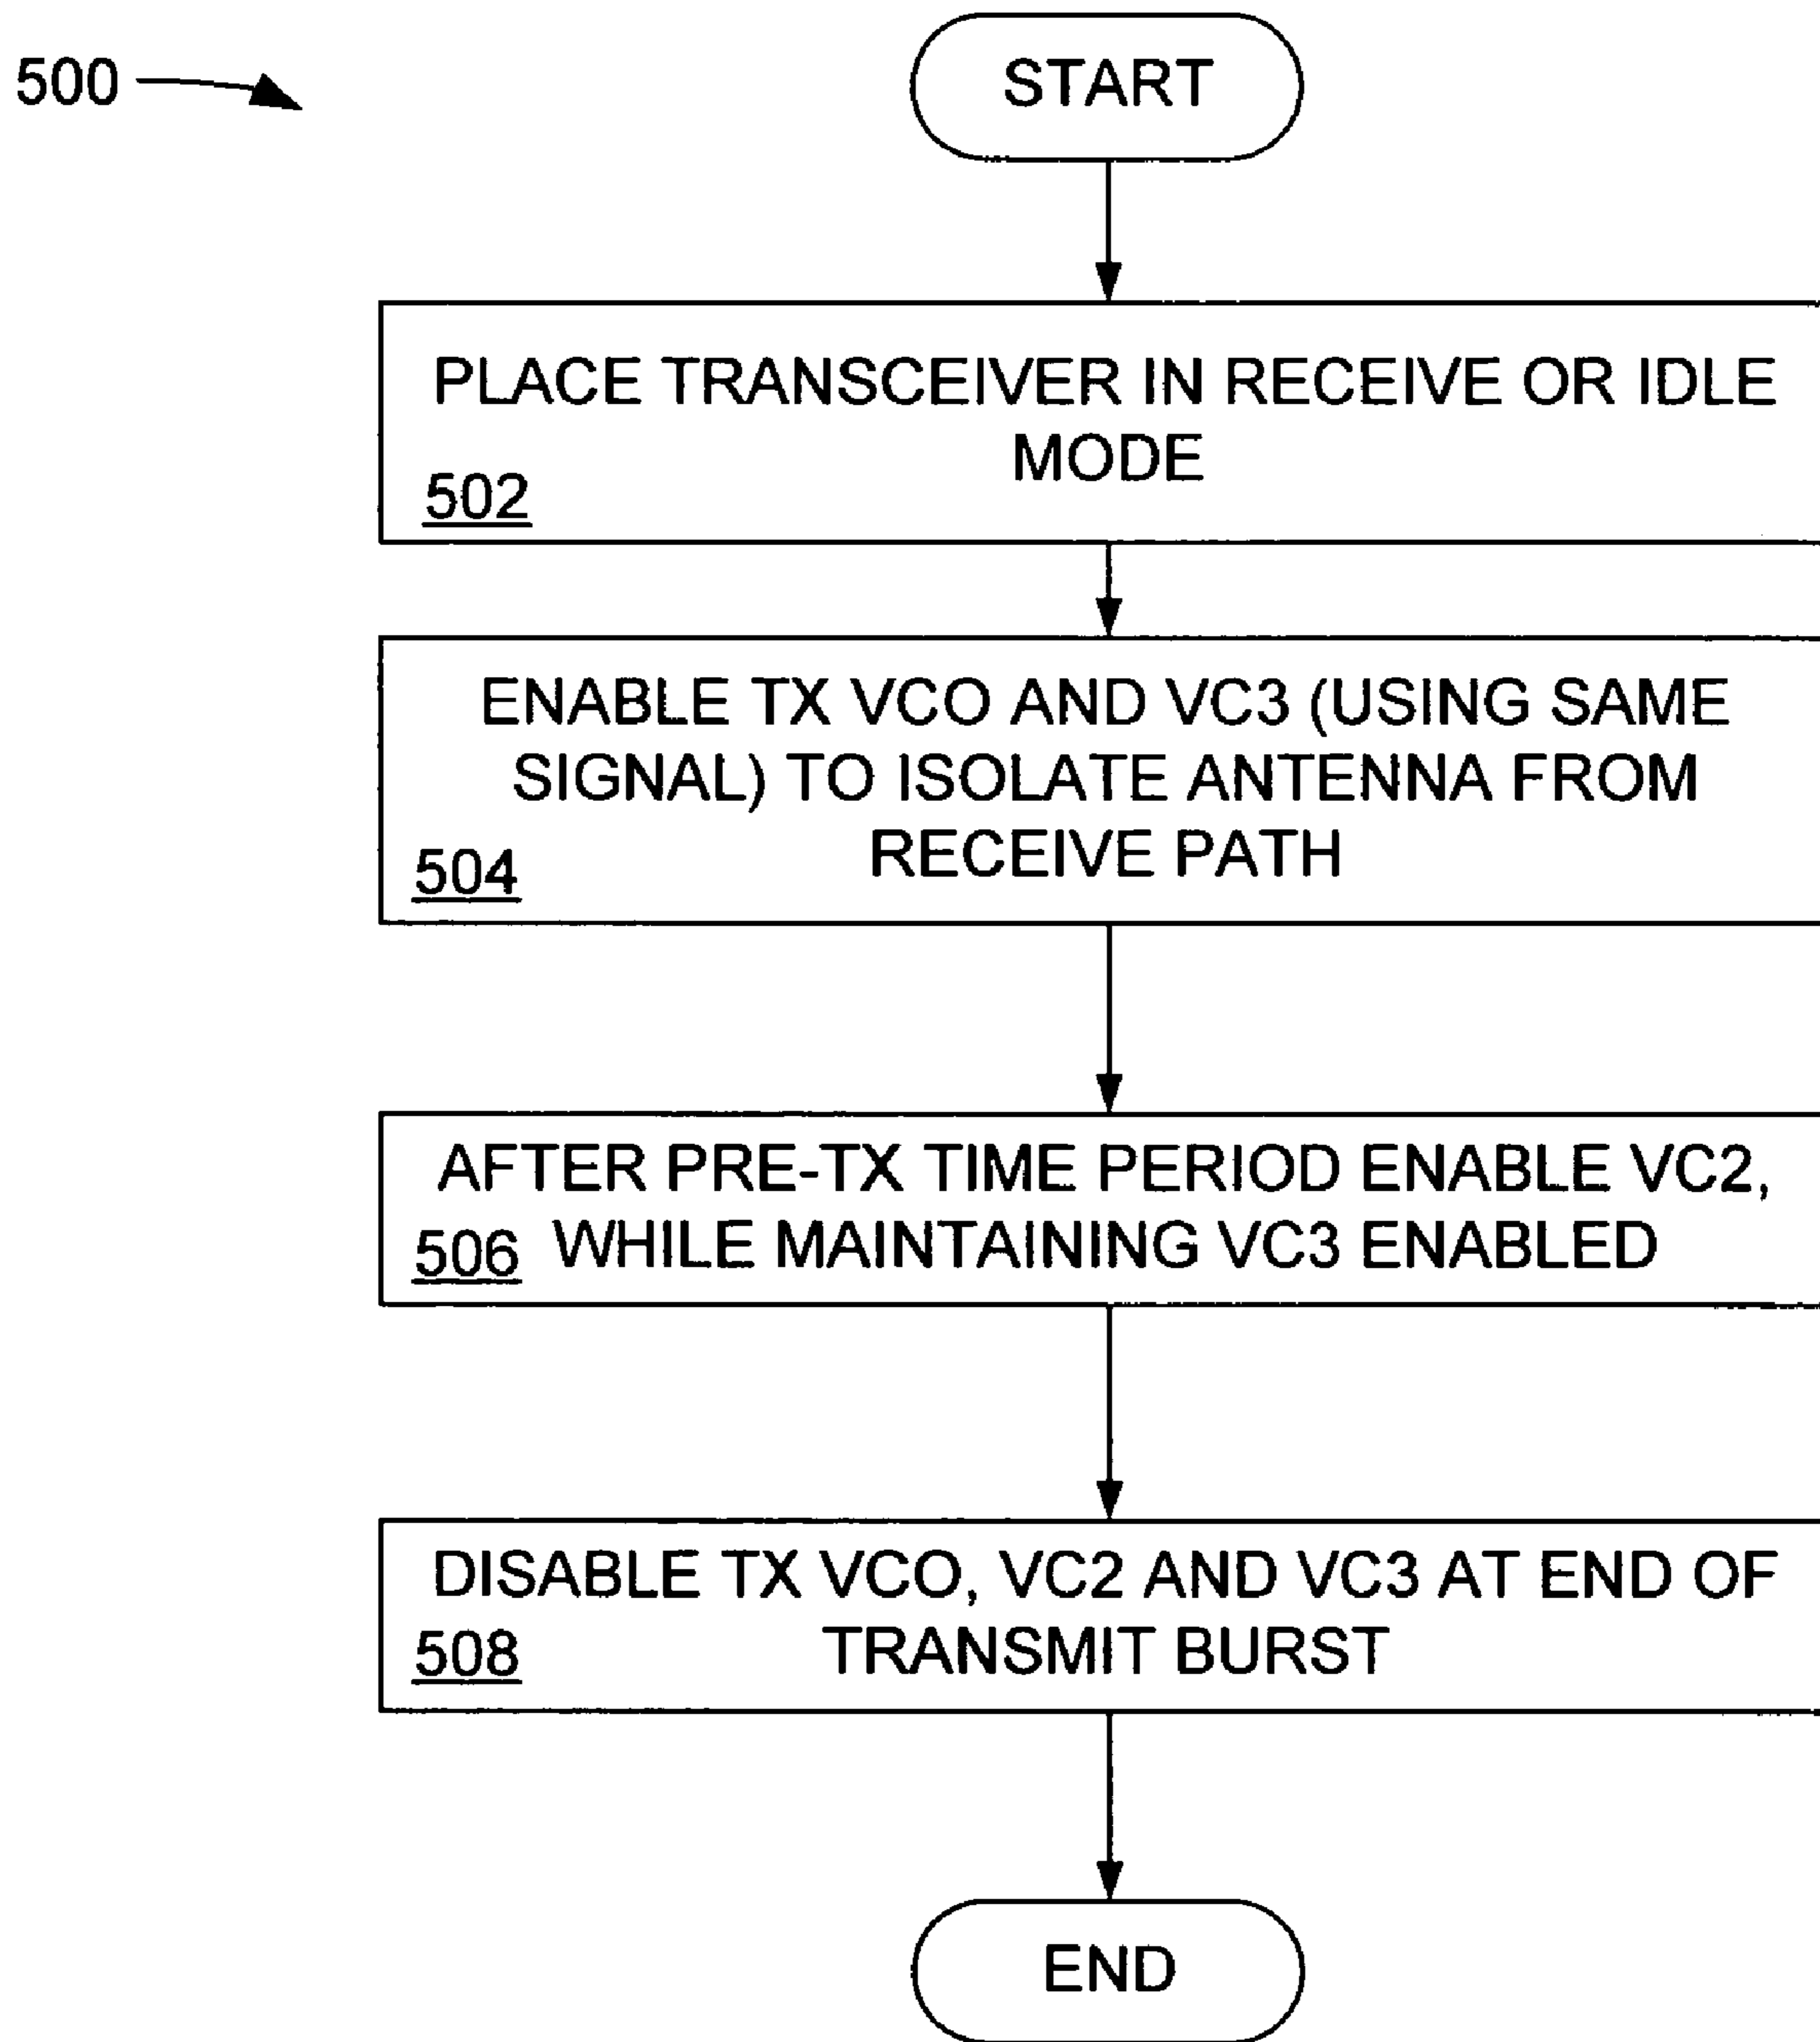 500
START
PLACE TRANSCEIVER IN RECEIVE OR IDLE
MODE
502
ENABLE TX VCO AND VC3 (USING SAME
SIGNAL) TO ISOLATE ANTENNA FROM
RECEIVE PATH
504
AFTER PRE-TX TIME PERIOD ENABLE VC2,
506 WHILE MAINTAINING VC3 ENABLED
DISABLE TX VCO, VC2 AND VC3 AT END OF
508 TRANSMIT BURST
END